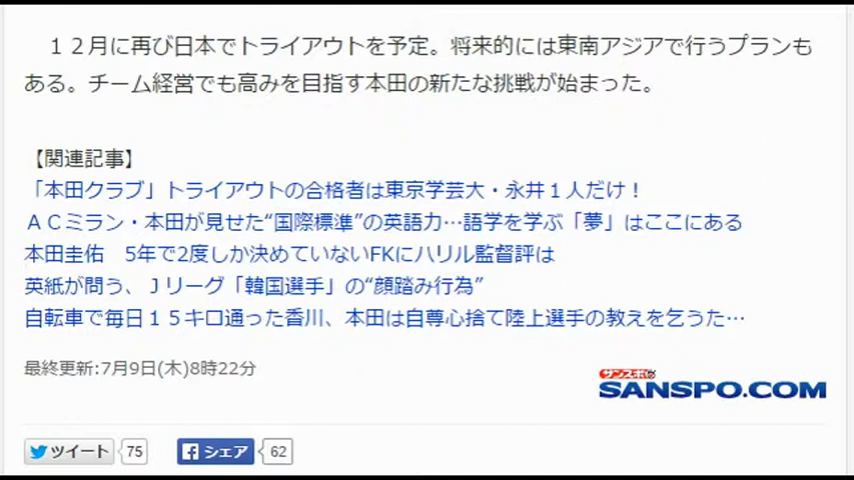 １２月に再び日本でトライアウトを予定。将来的には東南アジアで行うプランも
ある。チーム経営でも高みを目指す本田の新たな挑戦が始まった。
【関連記事】
「本田クラブ」トライアウトの合格者は東京学芸大・永井１人だけ！
ＡＣミラン・本田が見せた“国際標準”の英語力…語学を学ぶ「夢」はここにある
本田圭佑　5年で2度しか決めていないFKにハリル監督評は
英紙が問う、Ｊリーグ「韓国選手」の“顔踏み行為”
自転車で毎日１５キロ通った香川、本田は自尊心捨て陸上選手の教えを乞うた…
最終更新:7月9日(木)8時22分
サンスポ
SANSPO.COM
ツイート 75 シェア 62